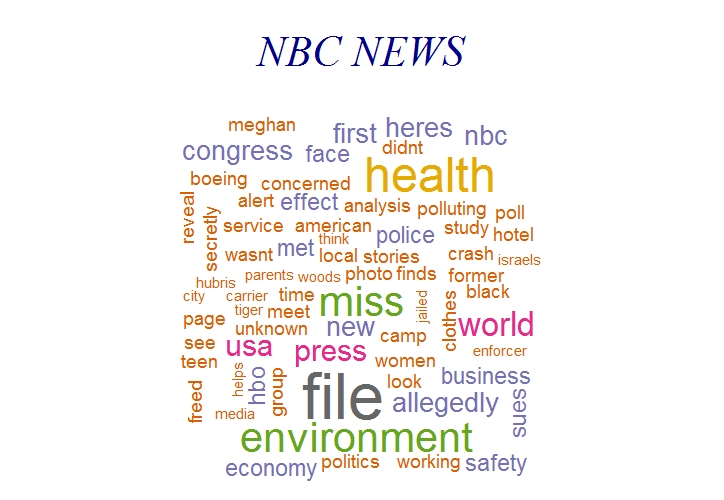 NBC NEWS
meghan
first heres nbc
congress face didnt
health
boeing concerned
reveal secretly alert effect analysis polluting poll
service american study hotel
think police
wasnt met local stories crash israels
hubris parents woods photo finds former
city carrier time miss jailed black
tiger meet clothes
page unknown new camp world
see usa press
teen women enforcer
freed helps hbo group file look business
media allegedly sues
environment
economy politics working safety